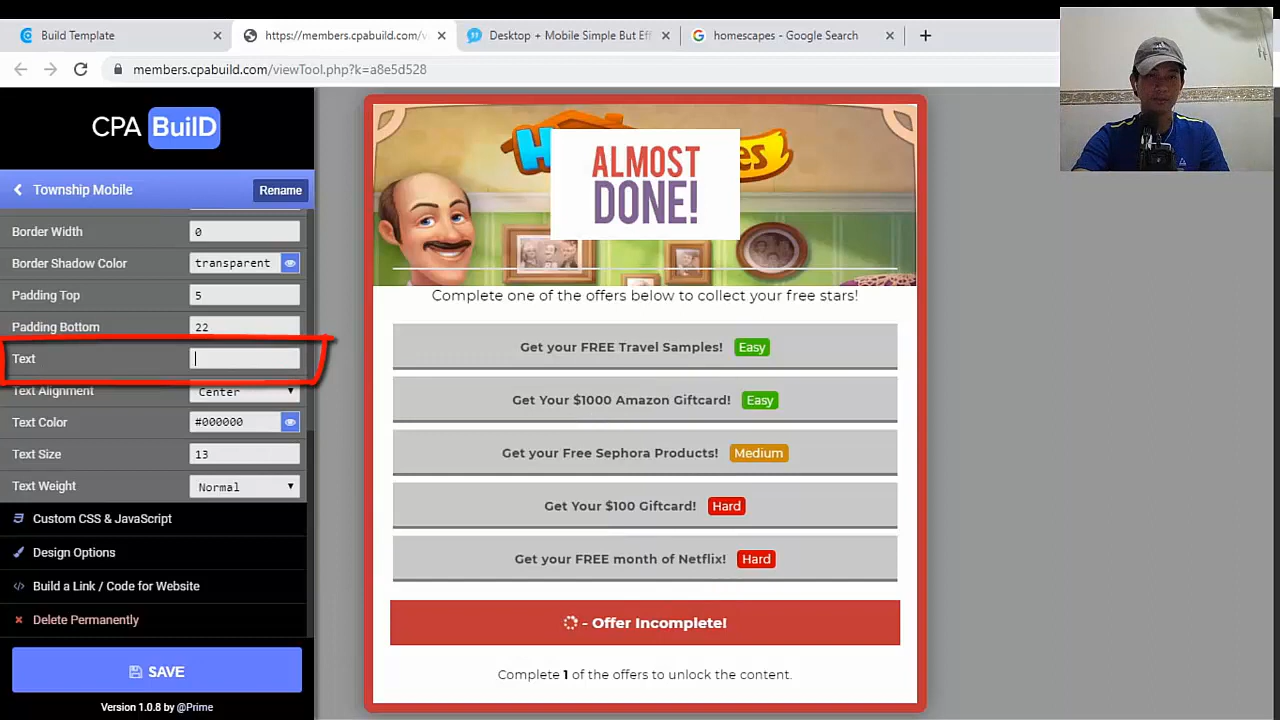 Build Template
https://members.cpabuild.com/v
Desktop + Mobile Simple But Eff
homescapes - Google Search
members.cpabuild.com/viewTool.php?k=a8e5d528
CPA BuilD
Township Mobile
Rename
Border Width 0
Border Shadow Color transparent
Padding Top 5
Padding Bottom 22
Text
Text Alignment Center
Text Color #000000
Text Size 13
Text Weight Normal
Custom CSS & JavaScript
Design Options
Build a Link / Code for Website
Delete Permanently
SAVE
Version 1.0.8 by @Prime
ALMOST
DONE!
Complete one of the offers below to collect your free stars!
Get your FREE Travel Samples! Easy
Get Your $1000 Amazon Giftcard! Easy
Get your Free Sephora Products! Medium
Get Your $100 Giftcard! Hard
Get your FREE month of Netflix! Hard
- Offer Incomplete!
Complete 1 of the offers to unlock the content.